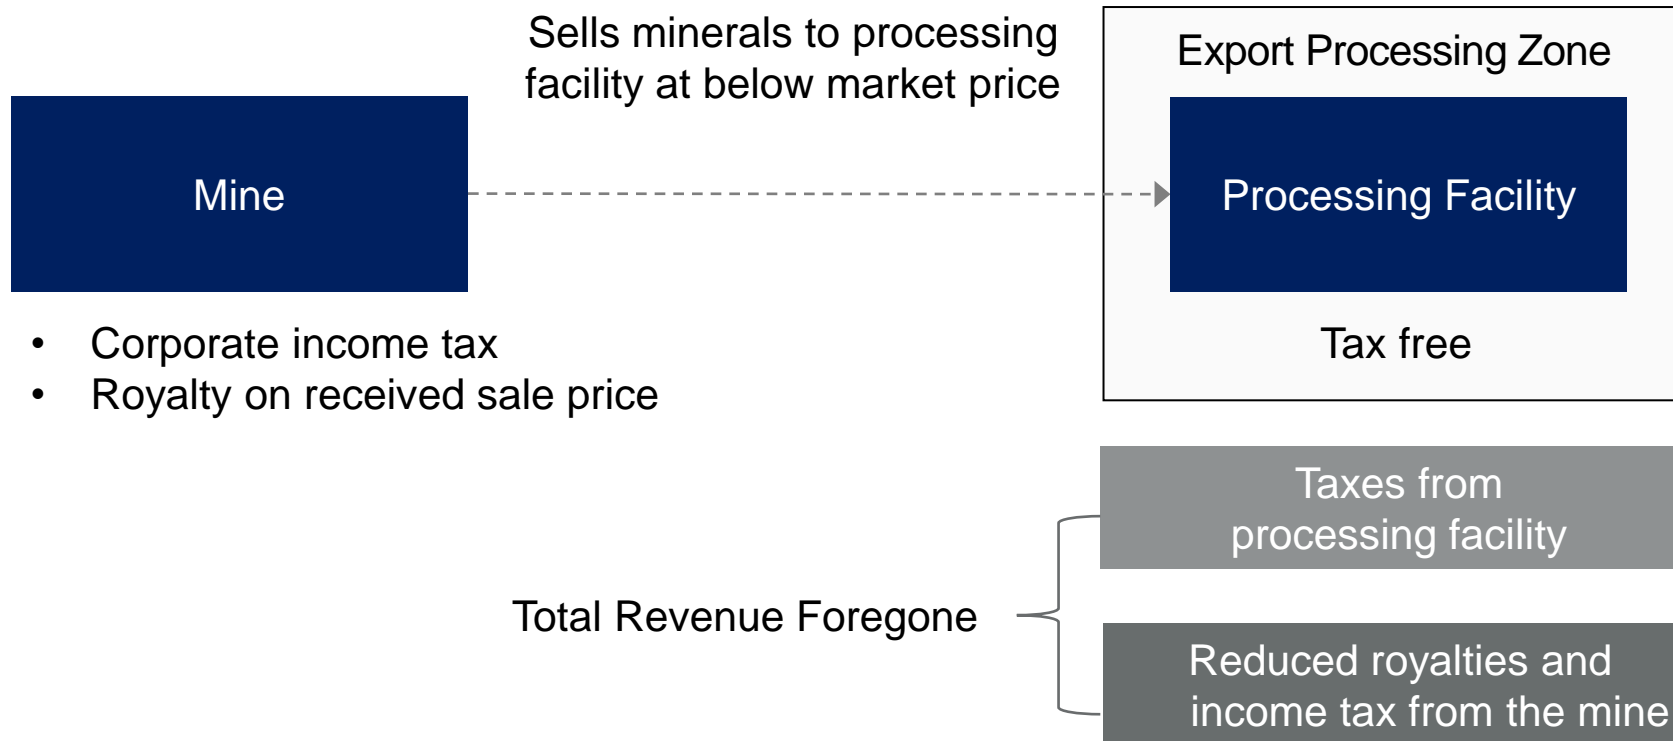 Sells minerals to processing
facility at below market price
Export Processing Zone
Mine
Processing Facility
• Corporate income tax
• Royalty on received sale price
Tax free
Taxes from
processing facility
Total Revenue Foregone
Reduced royalties and
income tax from the mine